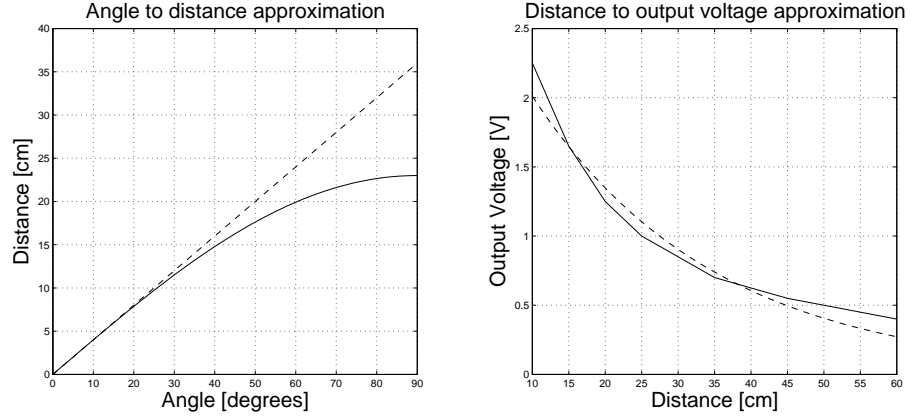 Angle to distance approximation
40
35
30
25
20
15
10
5
0
Distance [cm]
0 10 20 30 40 50 60 70 80 90
Angle [degrees]
Distance to output voltage approximation
2.5
2
1.5
1
0.5
0
Output Voltage [V]
10 15 20 25 30 35 40 45 50 55 60
Distance [cm]